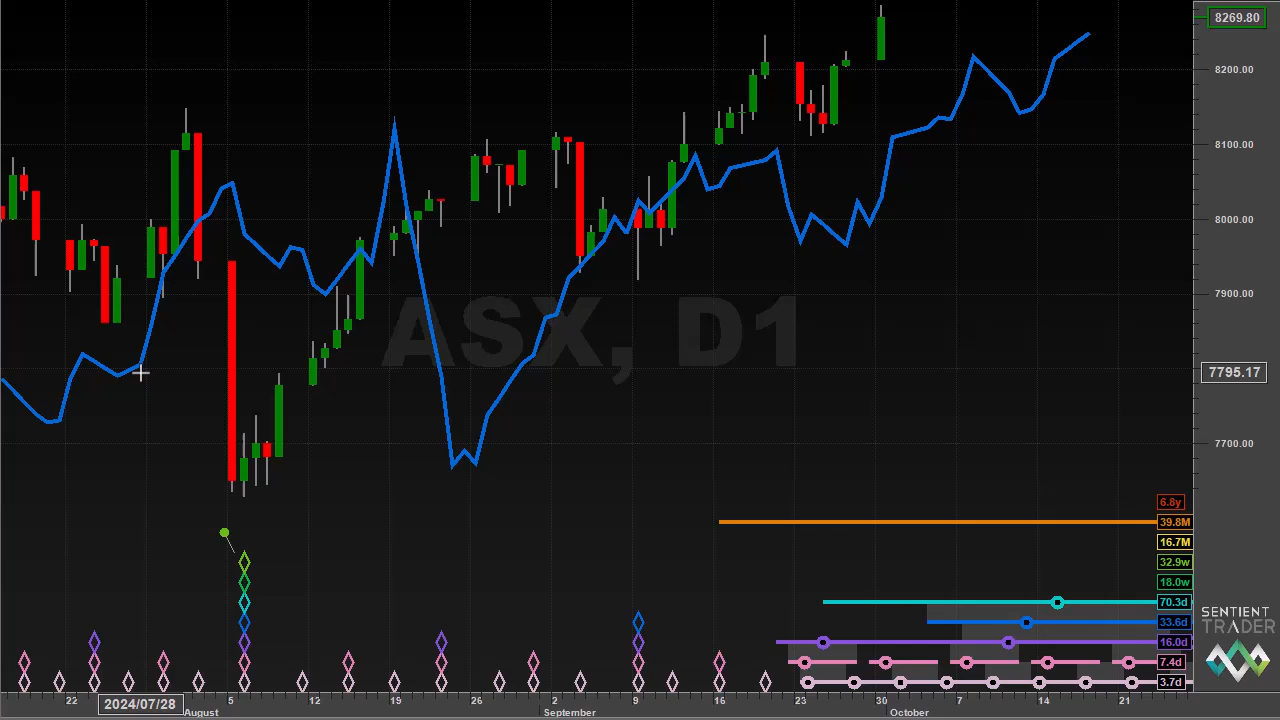 8269.80
8200.00
8100.00
8000.00
7900.00
ASX, D1
7795.17
7700.00
6.8y
39.8M
16.7M
32.9w
18.0w
70.3d
33.6d
16.0d
7.4d
3.7d
SENTIENT
TRADER
22 2024/07/28 5 12 19 26 2 9 16 23 30 7 14 21
August September October